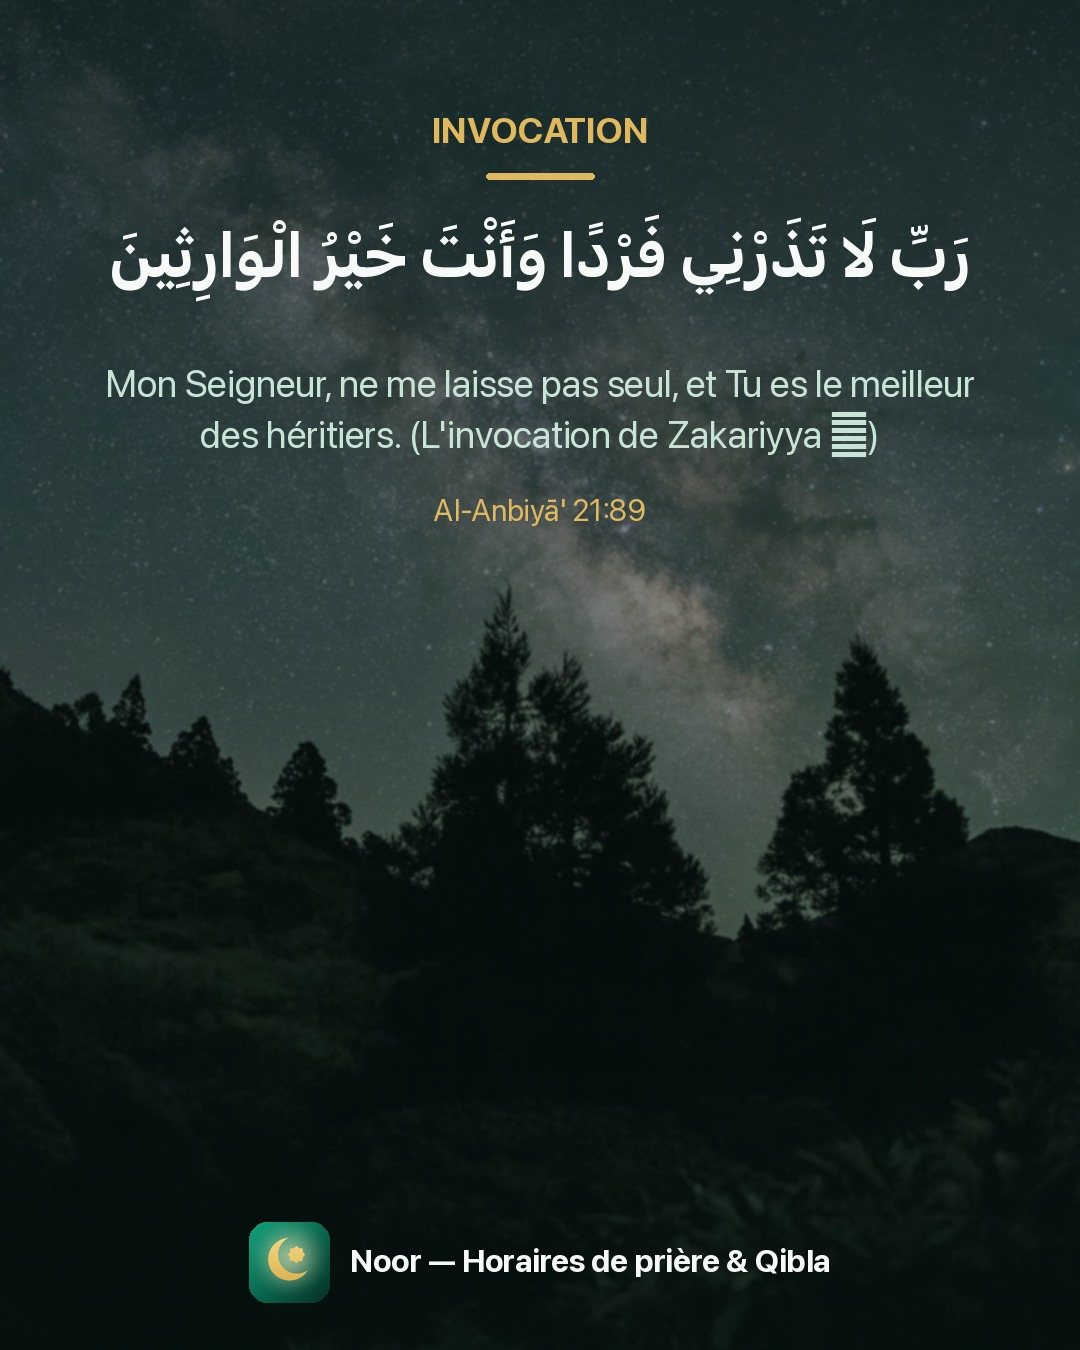 INVOCATION
رَبِّ لَا تَذَرْنِي فَرْدًا وَأَنْتَ خَيْرُ الْوَارِثِينَ
Mon Seigneur, ne me laisse pas seul, et Tu es le meilleur
des héritiers. (L'invocation de Zakariyya )
Al-Anbiyā' 21:89
Noor — Horaires de prière & Qibla